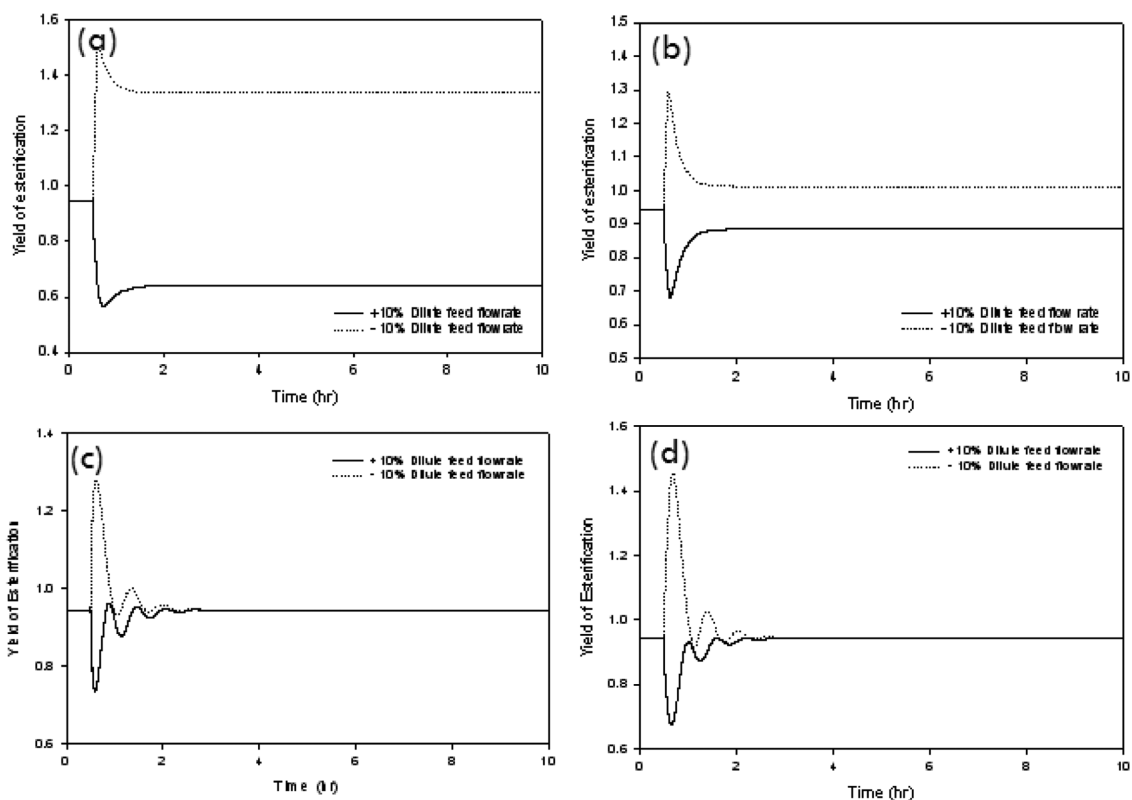 (a)
1.6
1.4
1.2
1.0
0.8
0.6
0.4
Yield of esterification
+10% Dilute feed flowrate
- 10% Dilute feed flowrate
0 2 4 6 8 10
Time (hr)
(b)
1.5
1.4
1.3
1.2
1.1
1.0
0.9
0.8
0.7
0.6
0.5
Yield of esterification
+10% Dilute feed flow rate
- 10% Dilute feed flow rate
0 2 4 6 8 10
Time (hr)
(c)
1.4
1.2
1.0
0.8
0.6
Yield of Esterification
+ 10% Dilute feed flowrate
- 10% Dilute feed flowrate
0 2 4 6 8 10
Time (hr)
(d)
1.6
1.4
1.2
1.0
0.8
0.6
Yield of Esterification
+10% Dilute feed flowrate
- 10% Dilute feed flowrate
0 2 4 6 8 10
Time (hr)